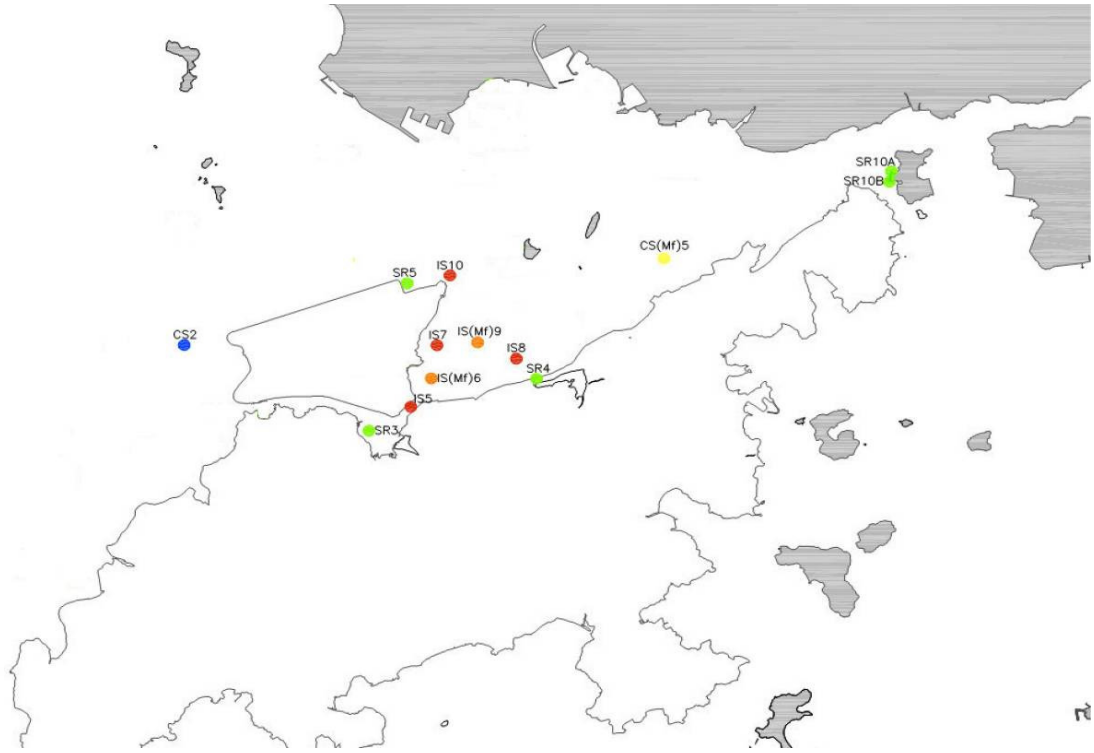 SR10A
SR10B
CS(Mf)5
IS10
SR5
CS2
IS7
IS(Mf)9
IS8
SR4
IS(Mf)6
IS5
SR3